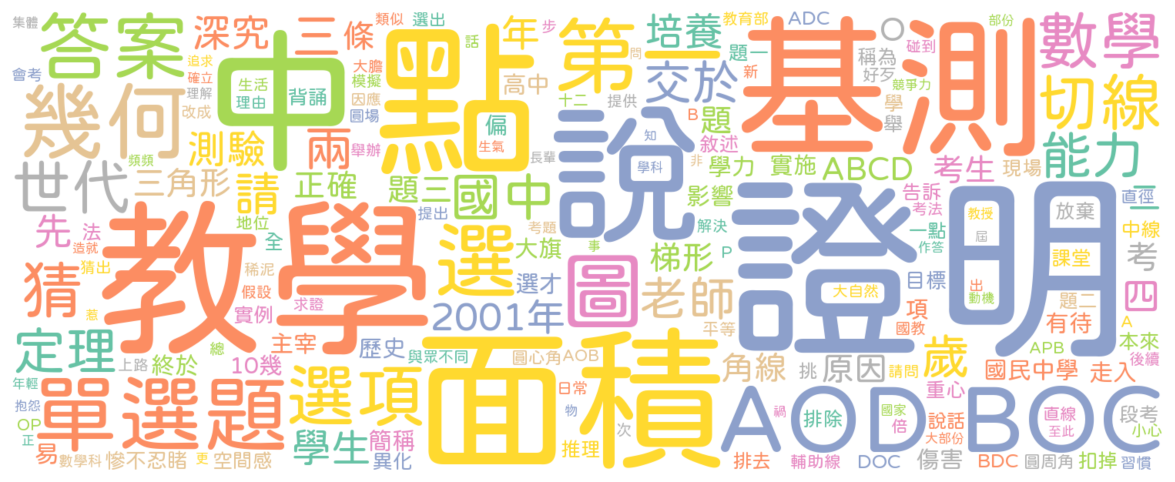 集體
答案
深究
三條
類似
選出
話
年
步
第一
教育部
ADC
培養
題一
O
碰到
部份
數學
會考
追求
確立
理解
改成
中
生活
理由
背誦
大膽
模擬
因應
圓場
點
高中
問
十二
提供
交於
新
稱為
好歹
基測
競爭力
切線
幾何
測驗
兩
舉辦
偏
生氣
長輩
說
知
學科
B
題
敘述
非
學力
實施
學
舉
ABCD
考生
現場
能力
頻頻
世代
三角形
請
正確
題三
國中
提出
考題
影響
解決
告訴
考法
一點
作答
證明
教授
屆
放棄
二
直徑
中線
先
法
造就
地位
全
教學
選
大旗
選才
事
圖
梯形
P
大自然
目標
課堂
考
猜
猜出
惹
稀泥
假設
實例
求證
2001年
老師
平等
項
國教
出
動機
題二
有待
四
A
本來
後續
定理
上路
終於
總
10幾
主宰
歷史
與眾不同
圓心角
AOB
面積
角線
挑
原因
請問
歲
重心
APB
國民中學
走入
年輕
抱怨
OP
正
單選題
選項
日常
物
次
推理
AOD
排除
國家
倍
說話
大部份
BOC
直線
至此
段考
小心
易
數學科
慘不忍睹
更
空間感
學生
簡稱
異化
排去
禍
輔助線
DOC
傷害
BDC
圓周角
扣掉
習慣